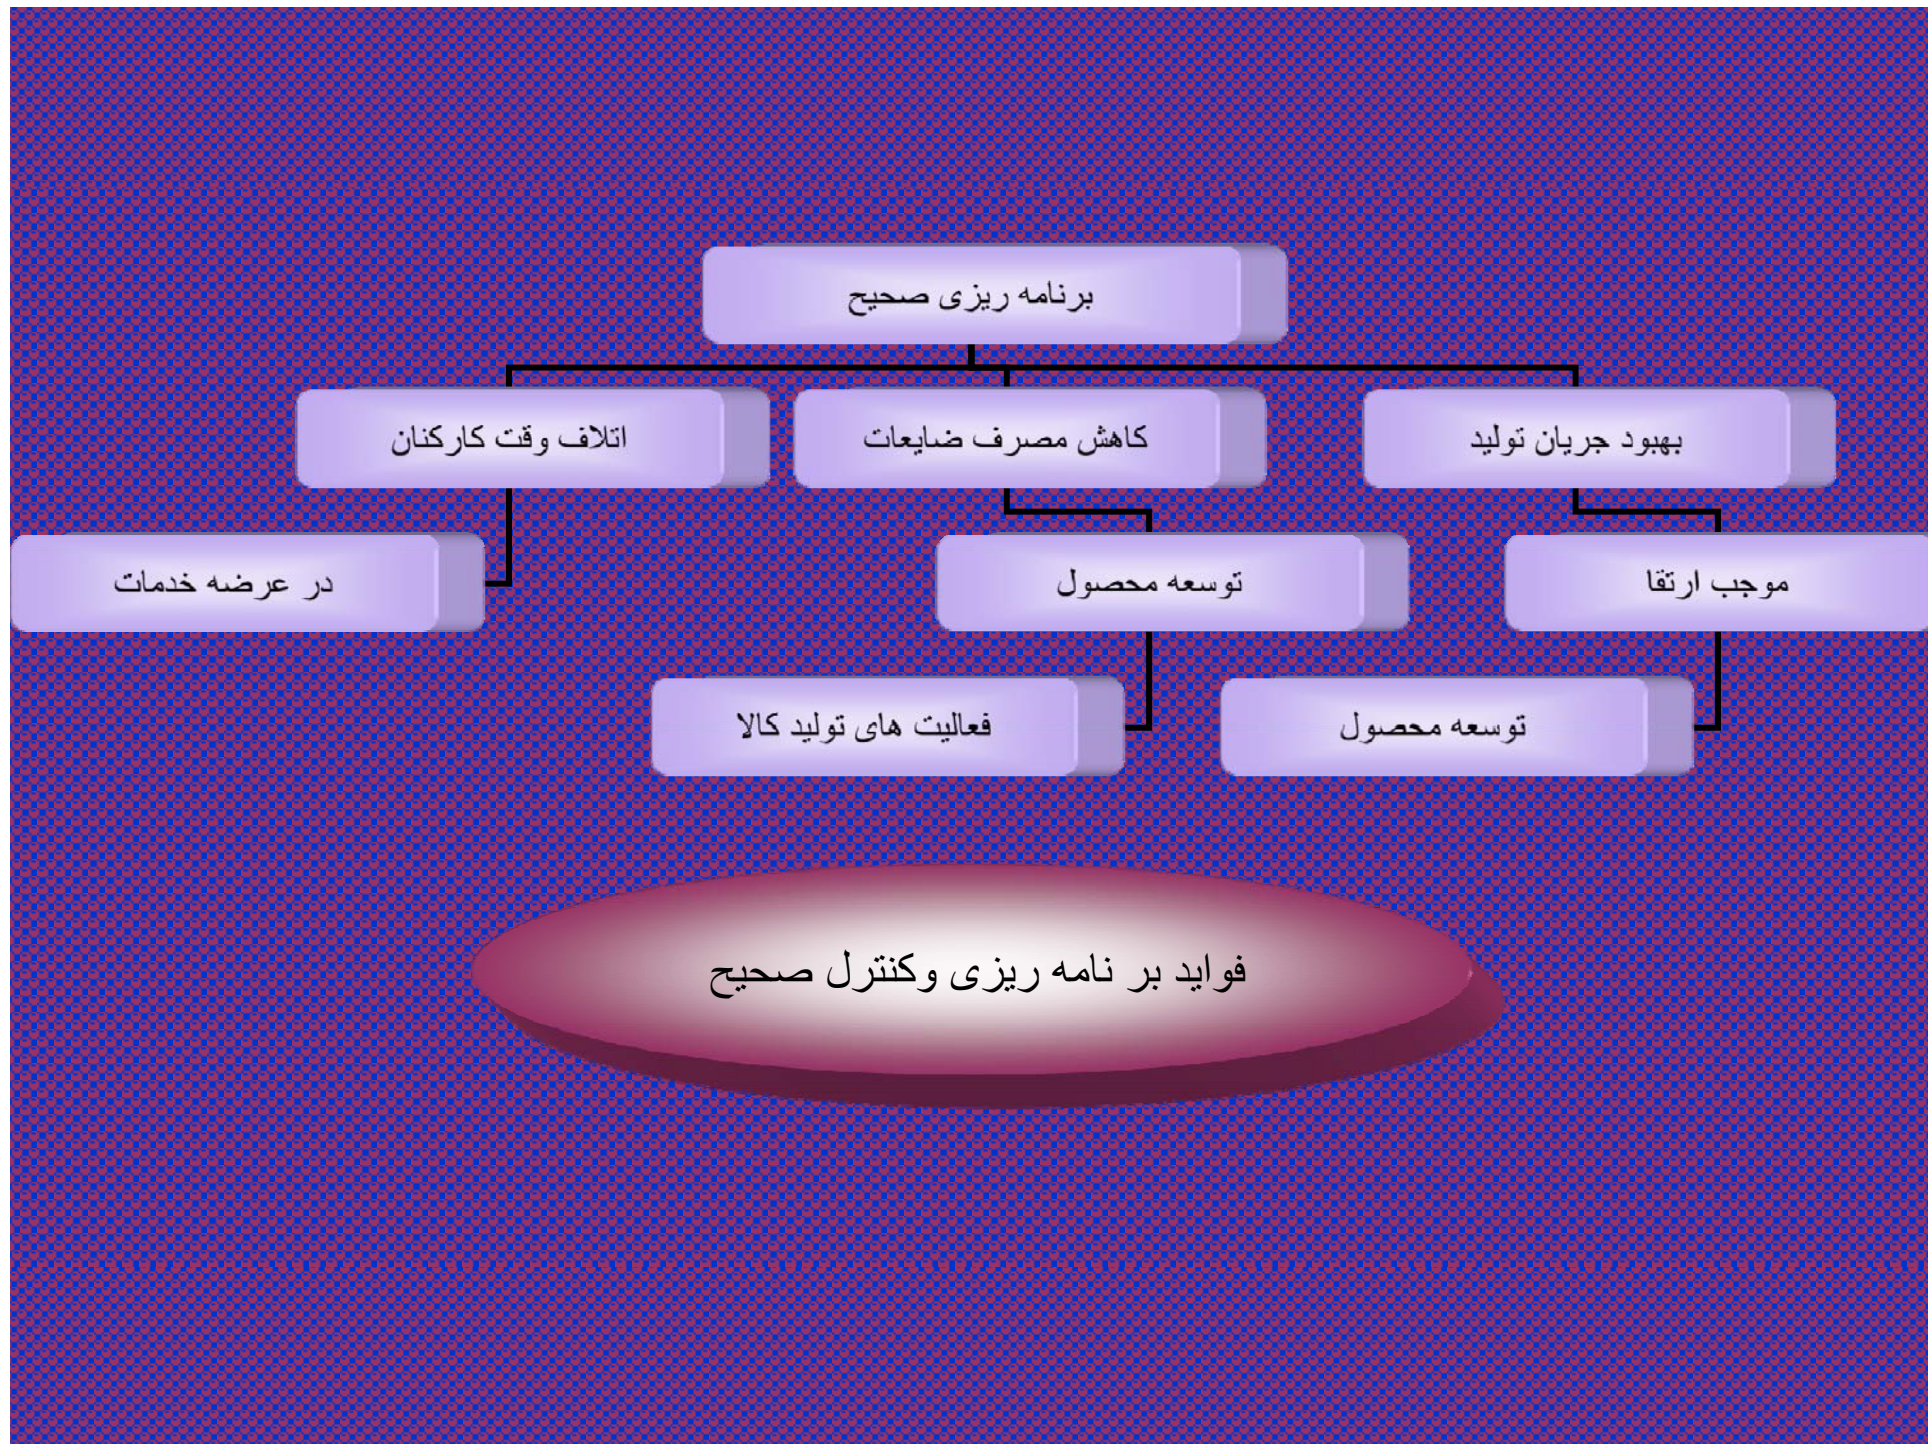 برنامه ریزی صحیح
بهبود جریان تولید
کاهش مصرف ضایعات
اتلاف وقت کارکنان
موجب ارتقا
توسعه محصول
در عرضه خدمات
توسعه محصول
فعالیت های تولید کالا
فواید بر نامه ریزی وکنترل صحیح